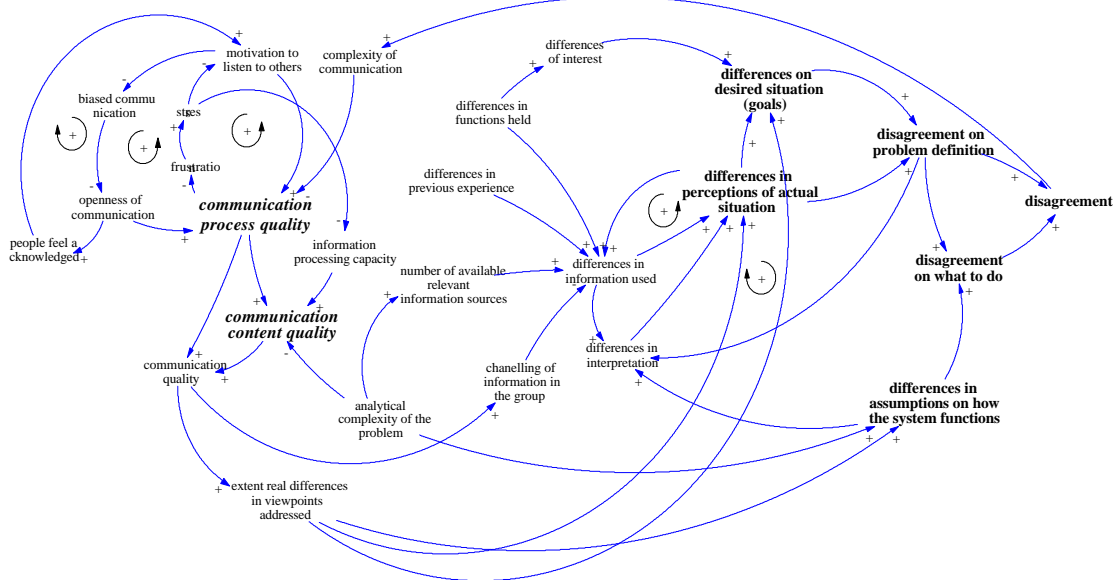 motivation to
listen to others
complexity of
communication
differences
of interest
differences on
desired situation
(goals)
biased commu
nication
stres
s
differences in
functions held
disagreement on
problem definition
frustratio
n
differences in
previous experience
differences in
perceptions of actual
situation
openness of
communication
communication
process quality
disagreement
people feel a
cknowledged
information
processing capacity
number of available
relevant
information sources
differences in
information used
disagreement
on what to do
communication
content quality
communication
quality
differences in
interpretation
chanelling of
information in
the group
analytical
complexity of the
problem
differences in
assumptions on how
the system functions
extent real differences
in viewpoints
addressed